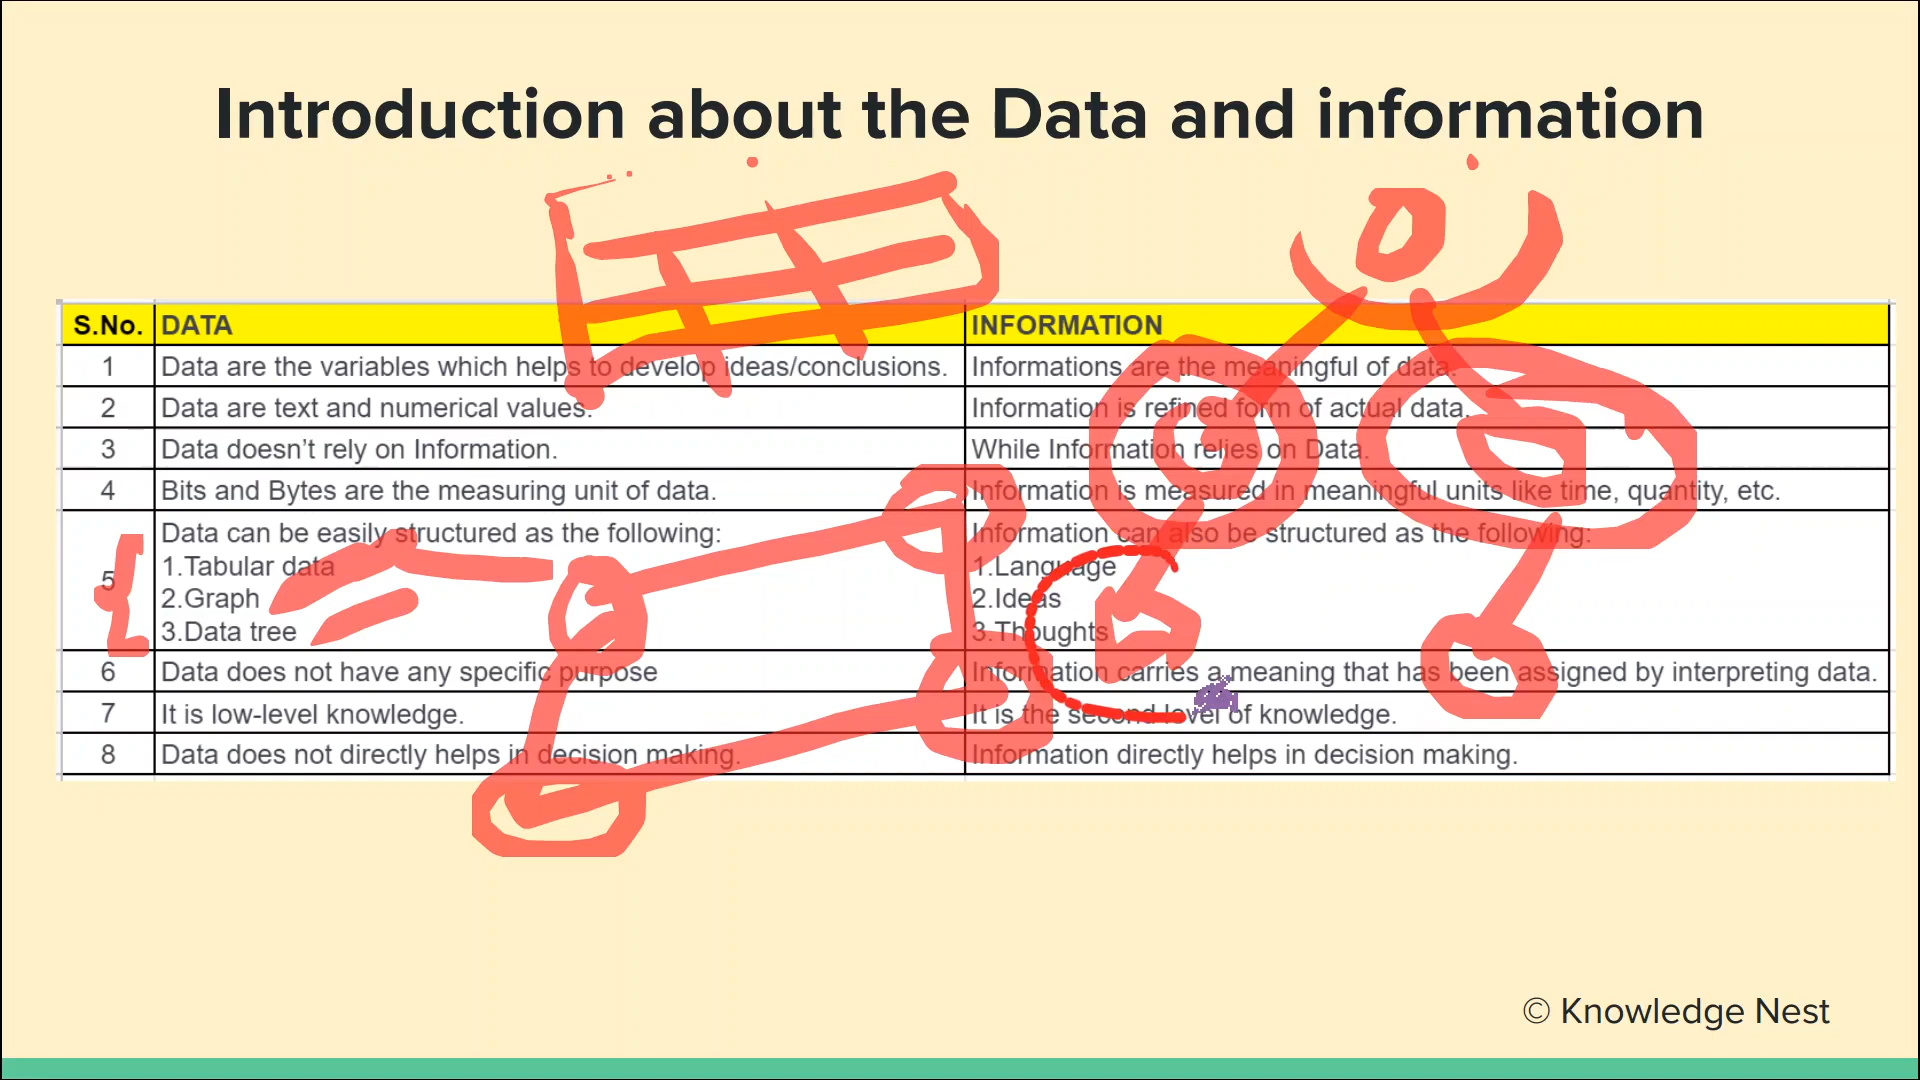 Introduction about the Data and information
S.No. DATA INFORMATION
1 Data are the variables which helps to develop ideas/conclusions. Informations are the meaningful of data.
2 Data are text and numerical values. Information is refined form of actual data.
3 Data doesn’t rely on Information. While Information relies on Data.
4 Bits and Bytes are the measuring unit of data. Information is measured in meaningful units like time, quantity, etc.
5 Data can be easily structured as the following:
1.Tabular data
2.Graph
3.Data tree
Information can also be structured as the following:
1.Language
2.Ideas
3.Thoughts
6 Data does not have any specific purpose Information carries a meaning that has been assigned by interpreting data.
7 It is low-level knowledge. It is the second level of knowledge.
8 Data does not directly helps in decision making. Information directly helps in decision making.
© Knowledge Nest